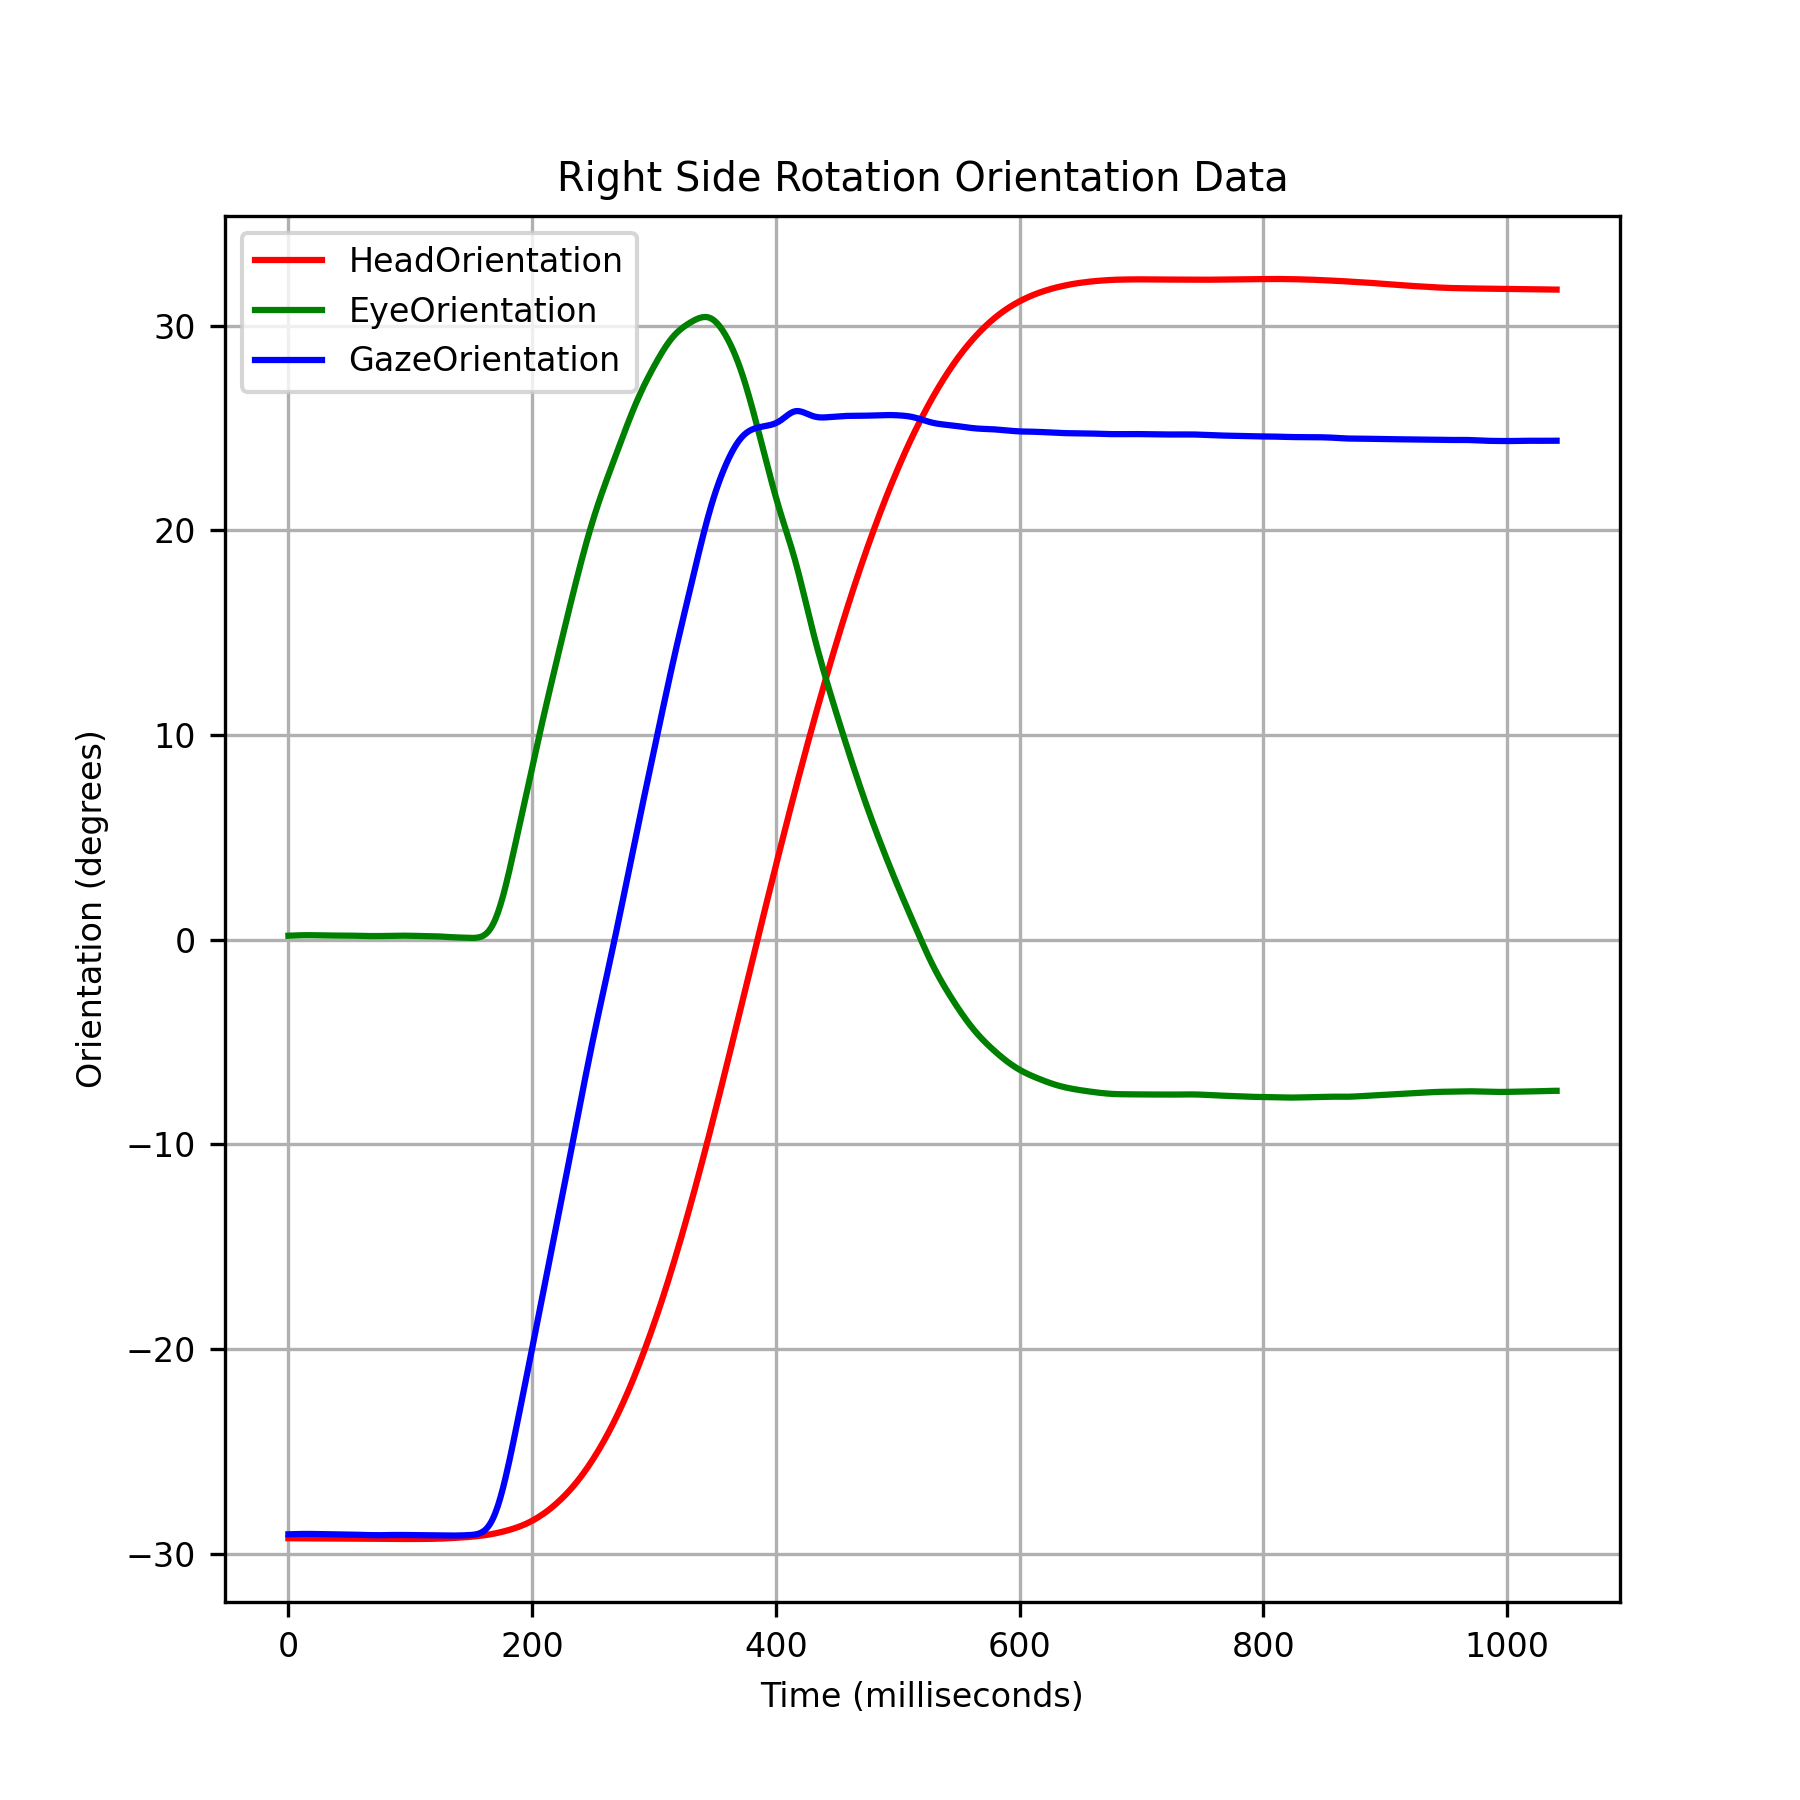 Right Side Rotation Orientation Data
HeadOrientation
EyeOrientation
GazeOrientation
30
20
10
0
−10
−20
−30
Orientation (degrees)
0 200 400 600 800 1000
Time (milliseconds)